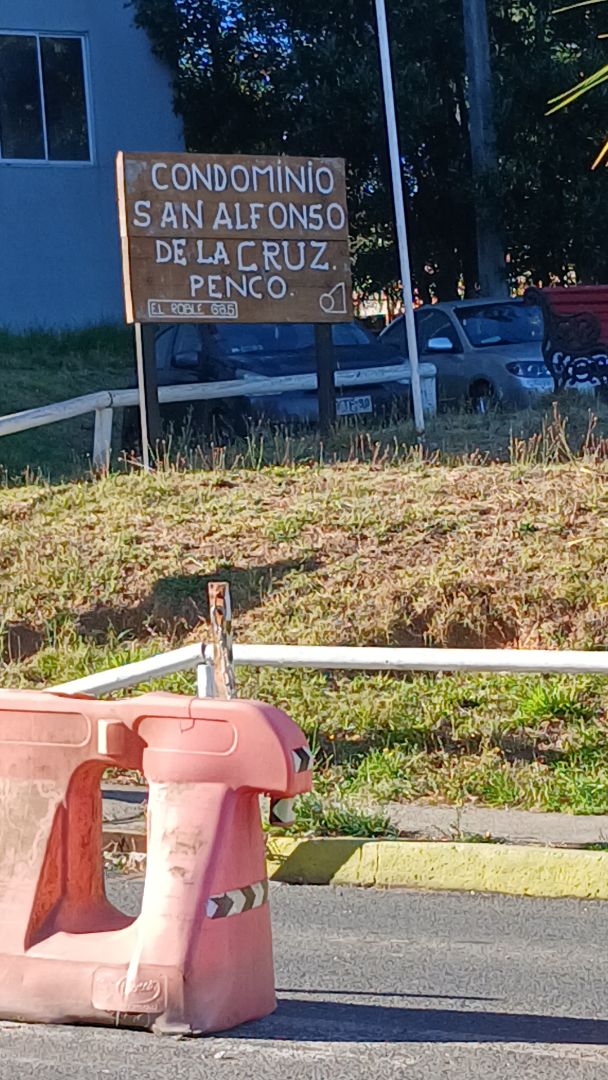 CONDOMINIO
SAN ALFONSO
DE LA CRUZ.
PENCO.
EL ROBLE 685